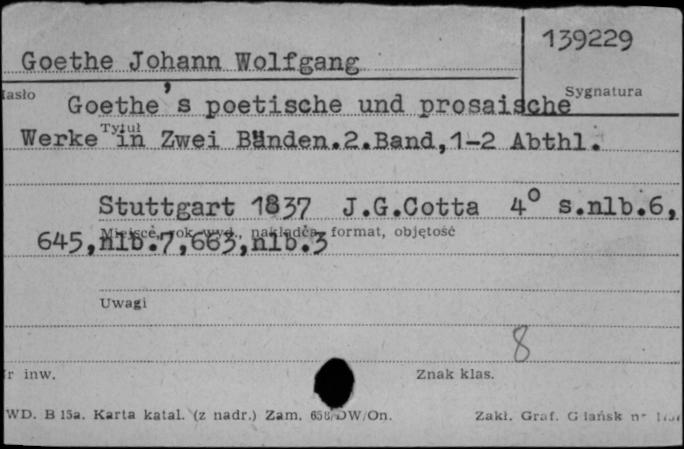 139229
Goethe Johann Wolfgang
Hasło
Sygnatura
Goethe's poetische und prosaische
Tytuł
Werke in Zwei Bänden.2.Band,1-2 Abthl.
Stuttgart 1837 J.G.Cotta 4° s.nlb.6,
Miejsce, rok wyd., nakładca, format, objętość
645,nlb.7,663,nlb.3
Uwagi
8
Nr inw.
Znak klas.
WD. B 15a. Karta katal. (z nadr.) Zam. 658/DW/On.
Zakł. Graf. Gdańsk